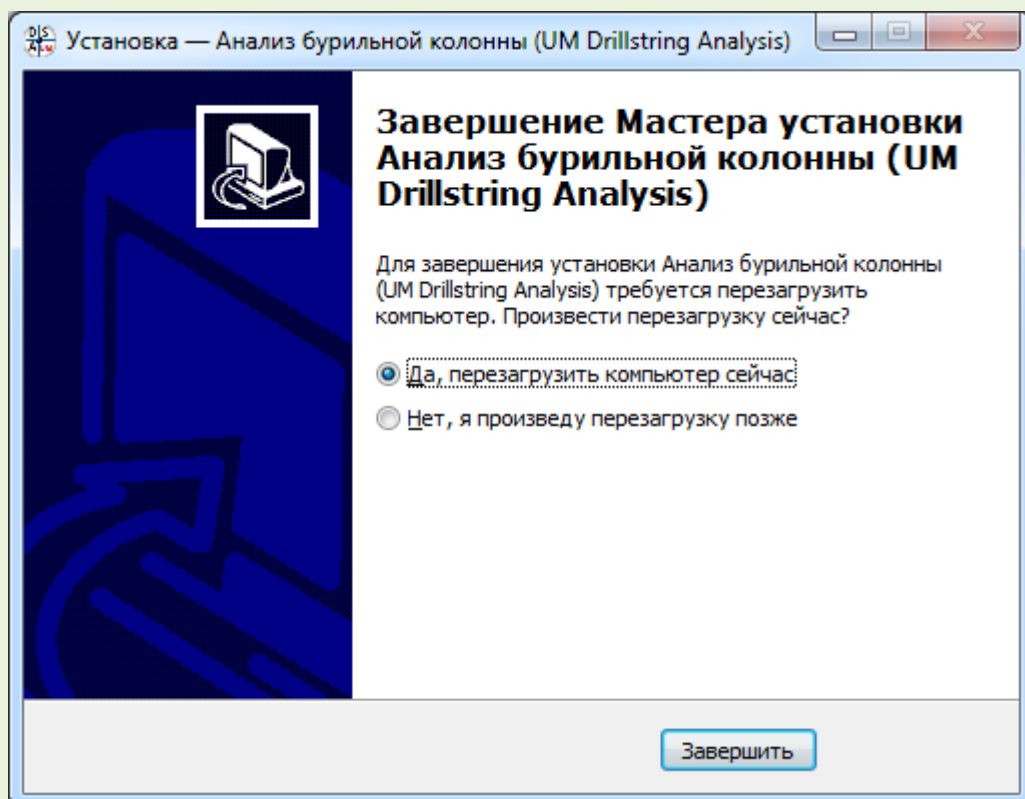 Установка — Анализ бурильной колонны (UM Drillstring Analysis)
Завершение Мастера установки
Анализ бурильной колонны (UM
Drillstring Analysis)
Для завершения установки Анализ бурильной колонны
(UM Drillstring Analysis) требуется перезагрузить
компьютер. Произвести перезагрузку сейчас?
Да, перезагрузить компьютер сейчас
Нет, я произведу перезагрузку позже
Завершить